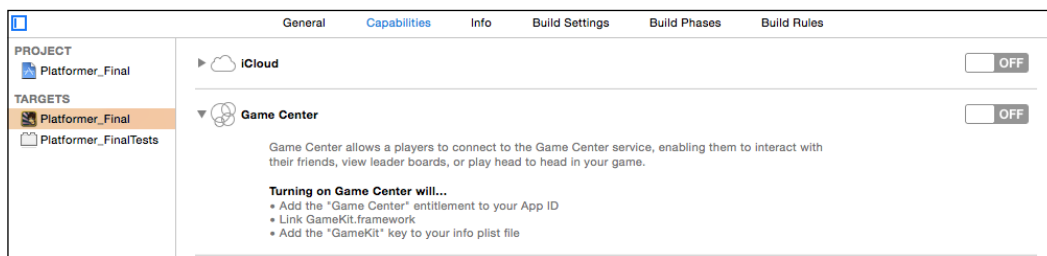 General Capabilities Info Build Settings Build Phases Build Rules
PROJECT
Platformer_Final
TARGETS
Platformer_Final
Platformer_FinalTests
iCloud
OFF
Game Center
OFF
Game Center allows a players to connect to the Game Center service, enabling them to interact with
their friends, view leader boards, or play head to head in your game.
Turning on Game Center will...
• Add the "Game Center" entitlement to your App ID
• Link GameKit.framework
• Add the "GameKit" key to your info plist file